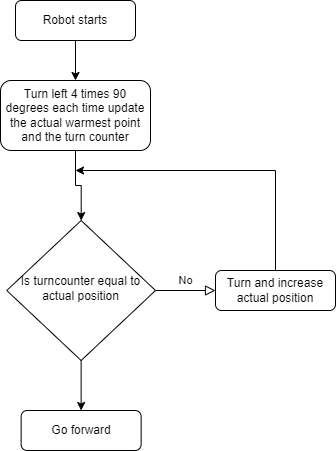 Robot starts
Turn left 4 times 90
degrees each time update
the actual warmest point
and the turn counter
Is turncounter equal to
actual position
No
Turn and increase
actual position
Go forward